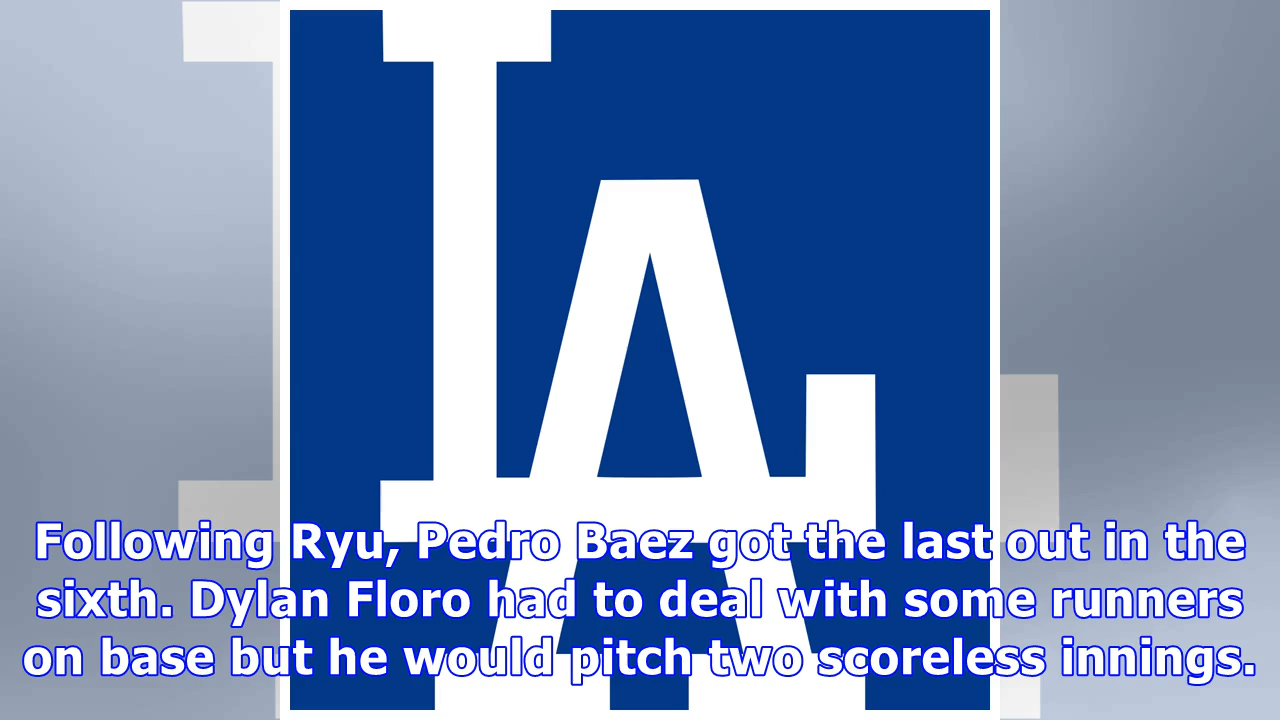 LA
Following Ryu, Pedro Baez got the last out in the
sixth. Dylan Floro had to deal with some runners
on base but he would pitch two scoreless innings.